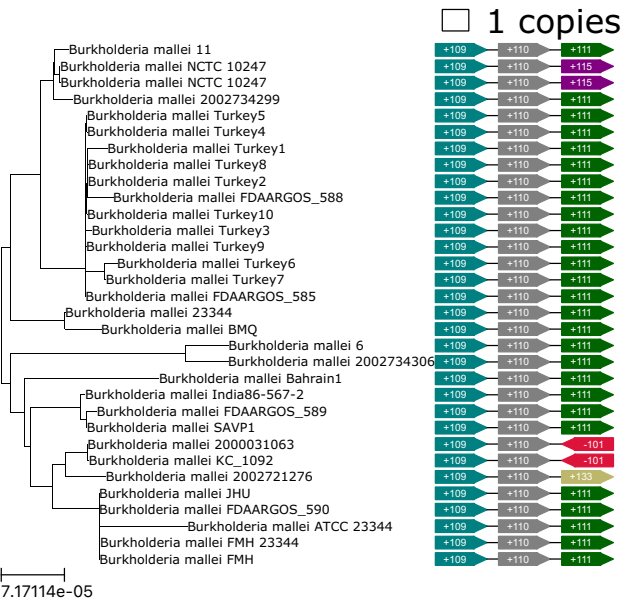 1 copies
Burkholderia mallei 11 +109 +110 +111
Burkholderia mallei NCTC 10247 +109 +110 +115
Burkholderia mallei NCTC 10247 +109 +110 +115
Burkholderia mallei 2002734299 +109 +110 +111
Burkholderia mallei Turkey5 +109 +110 +111
Burkholderia mallei Turkey4 +109 +110 +111
Burkholderia mallei Turkey1 +109 +110 +111
Burkholderia mallei Turkey8 +109 +110 +111
Burkholderia mallei Turkey2 +109 +110 +111
Burkholderia mallei FDAARGOS_588 +109 +110 +111
Burkholderia mallei Turkey10 +109 +110 +111
Burkholderia mallei Turkey3 +109 +110 +111
Burkholderia mallei Turkey9 +109 +110 +111
Burkholderia mallei Turkey6 +109 +110 +111
Burkholderia mallei Turkey7 +109 +110 +111
Burkholderia mallei FDAARGOS_585 +109 +110 +111
Burkholderia mallei 23344 +109 +110 +111
Burkholderia mallei BMQ +109 +110 +111
Burkholderia mallei 6 +109 +110 +111
Burkholderia mallei 2002734306 +109 +110 +111
Burkholderia mallei Bahrain1 +109 +110 +111
Burkholderia mallei India86-567-2 +109 +110 +111
Burkholderia mallei FDAARGOS_589 +109 +110 +111
Burkholderia mallei SAVP1 +109 +110 +111
Burkholderia mallei 2000031063 +109 +110 -101
Burkholderia mallei KC_1092 +109 +110 -101
Burkholderia mallei 2002721276 +109 +110 +133
Burkholderia mallei JHU +109 +110 +111
Burkholderia mallei FDAARGOS_590 +109 +110 +111
Burkholderia mallei ATCC 23344 +109 +110 +111
Burkholderia mallei FMH 23344 +109 +110 +111
Burkholderia mallei FMH +109 +110 +111
7.17114e-05